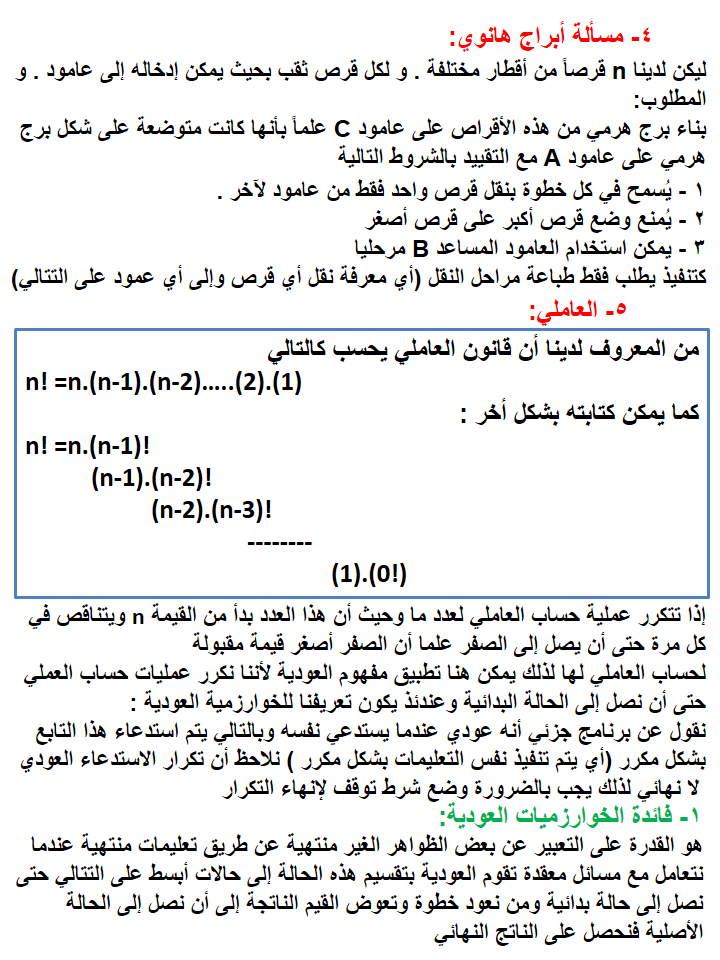 ٤- مسألة أبراج هانوي:
ليكن لدينا n قرصاً من أقطار مختلفة . و لكل قرص ثقب بحيث يمكن إدخاله إلى عامود . و
المطلوب:
بناء برج هرمي من هذه الأقراص على عامود C علماً بأنها كانت متوضعة على شكل برج
هرمي على عامود A مع التقييد بالشروط التالية
١ - يُسمح في كل خطوة بنقل قرص واحد فقط من عامود لآخر .
٢ - يُمنع وضع قرص أكبر على قرص أصغر
٣ - يمكن استخدام العامود المساعد B مرحليا
كتنفيذ يطلب فقط طباعة مراحل النقل (أي معرفة نقل أي قرص وإلى أي عمود على التتالي)
٥- العاملي:
من المعروف لدينا أن قانون العاملي يحسب كالتالي
n! =n.(n-1).(n-2).....(2).(1)
كما يمكن كتابته بشكل أخر :
n! =n.(n-1)!
(n-1).(n-2)!
(n-2).(n-3)!
--------
(1).(0!)
إذا تتكرر عملية حساب العاملي لعدد ما وحيث أن هذا العدد بدأ من القيمة n ويتناقص في
كل مرة حتى أن يصل إلى الصفر علما أن الصفر أصغر قيمة مقبولة
لحساب العاملي لها لذلك يمكن هنا تطبيق مفهوم العودية لأننا نكرر عمليات حساب العملي
حتى أن نصل إلى الحالة البدائية وعندئذ يكون تعريفنا للخوارزمية العودية :
نقول عن برنامج جزئي أنه عودي عندما يستدعي نفسه وبالتالي يتم استدعاء هذا التابع
بشكل مكرر (أي يتم تنفيذ نفس التعليمات بشكل مكرر ) نلاحظ أن تكرار الاستدعاء العودي
لا نهائي لذلك يجب بالضرورة وضع شرط توقف لإنهاء التكرار
١- فائدة الخوارزميات العودية:
هو القدرة على التعبير عن بعض الظواهر الغير منتهية عن طريق تعليمات منتهية عندما
نتعامل مع مسائل معقدة تقوم العودية بتقسيم هذه الحالة إلى حالات أبسط على التتالي حتى
نصل إلى حالة بدائية ومن نعود خطوة وتعوض القيم الناتجة إلى أن نصل إلى الحالة
الأصلية فنحصل على الناتج النهائي